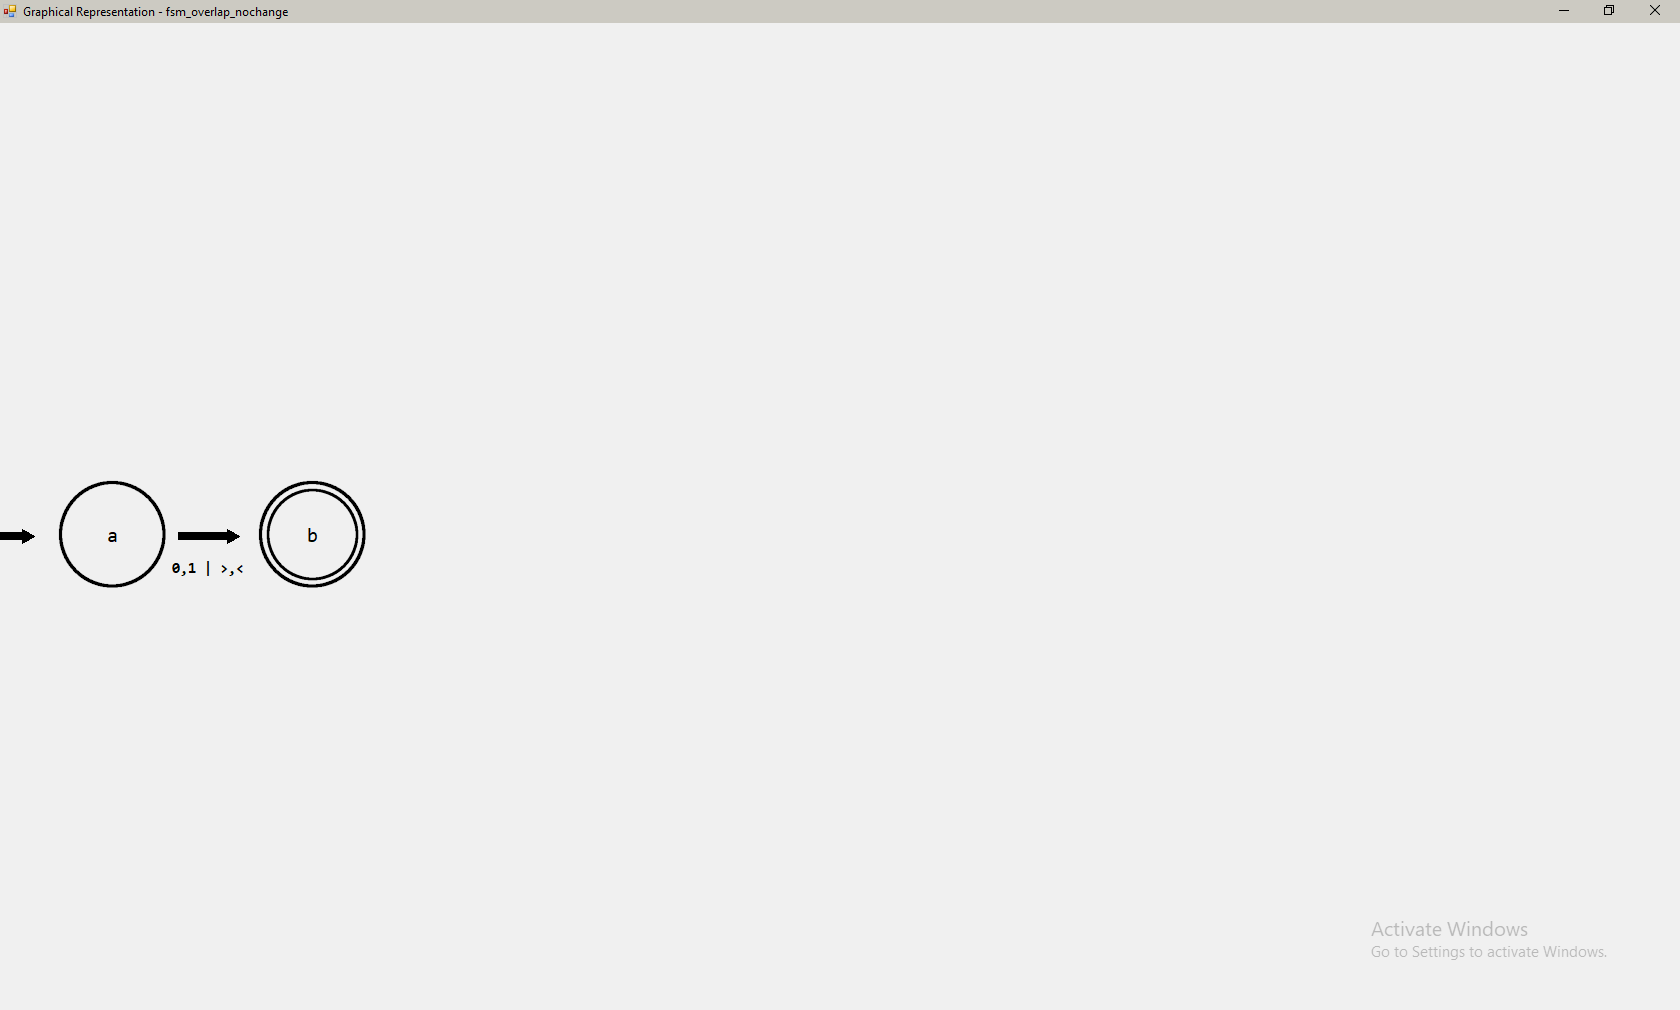 Graphical Representation - fsm_overlap_nochange
a
b
0,1 | >,<
Activate Windows
Go to Settings to activate Windows.